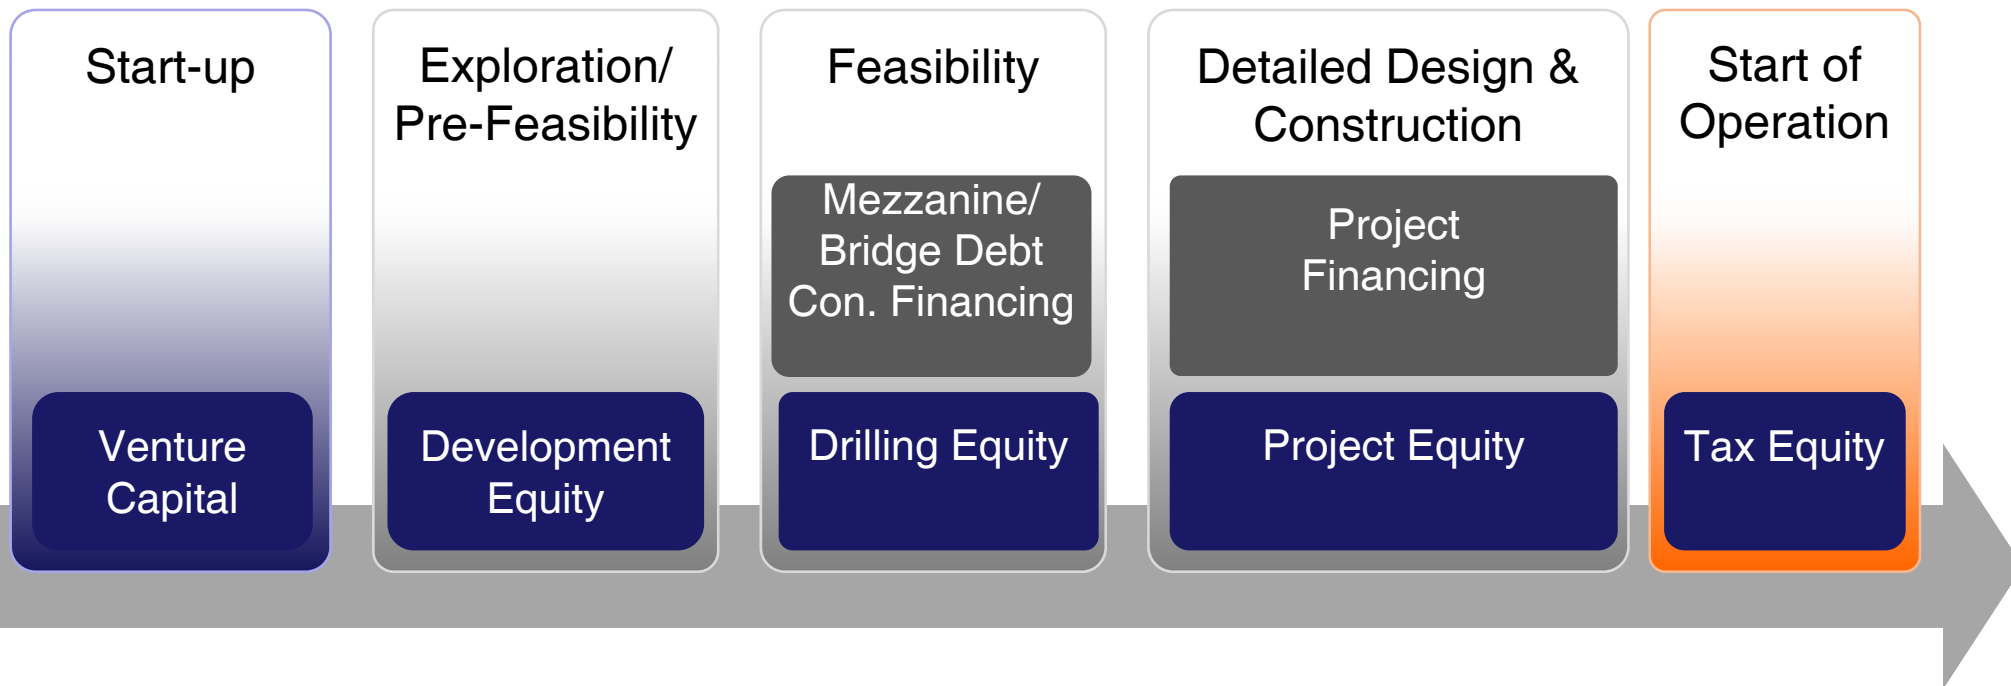 Start-up
Exploration/
Pre-Feasibility
Feasibility
Detailed Design &
Construction
Start of
Operation
Mezzanine/
Bridge Debt
Con. Financing
Project
Financing
Venture
Capital
Development
Equity
Drilling Equity
Project Equity
Tax Equity